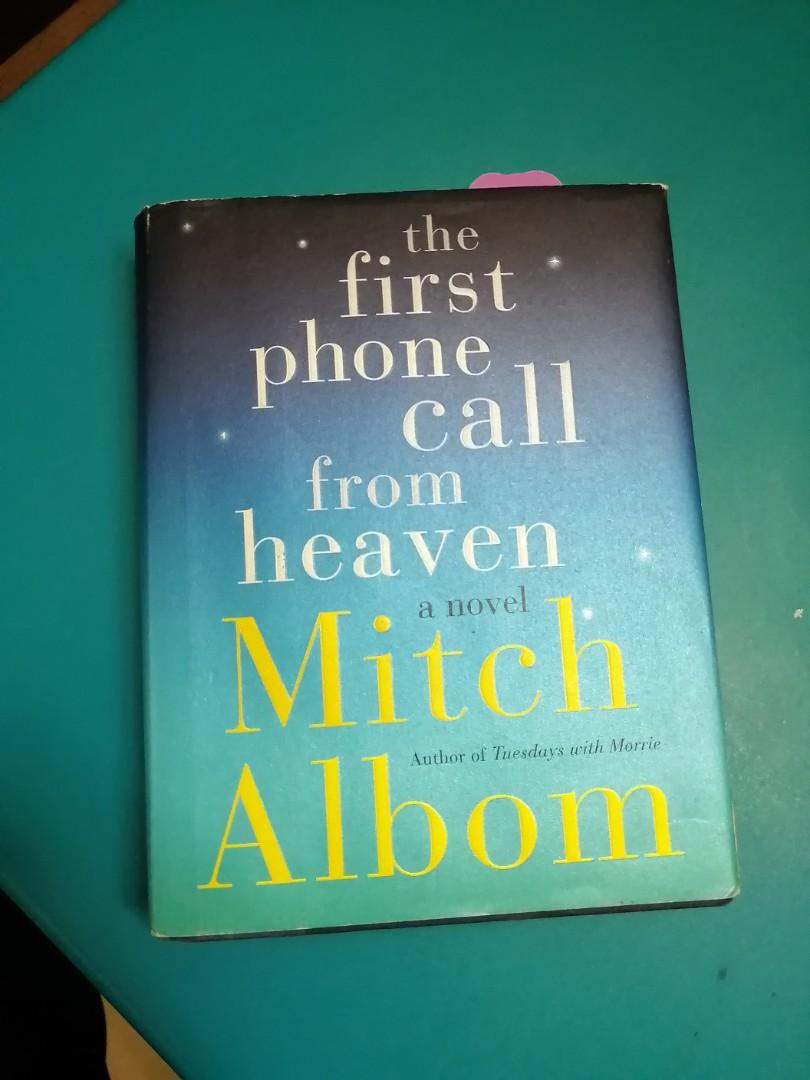 the
first
phone
call
from
heaven
a novel
Mitch
Author of Tuesdays with Morrie
Albom